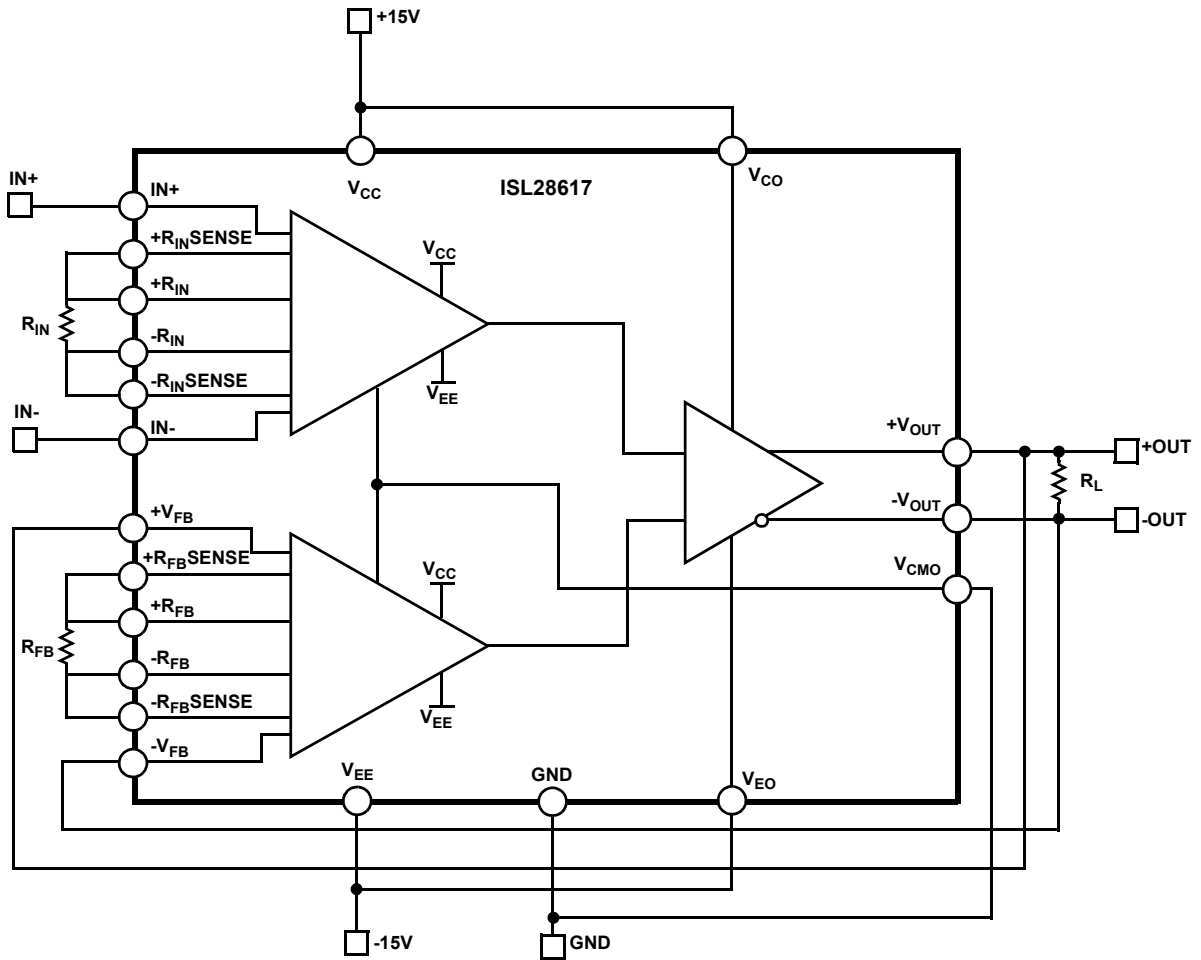 +15V
IN+
IN+
VCC
ISL28617
VCO
+RINSENSE
VCC
+RIN
RIN
-RIN
-RINSENSE
VEE
IN-
IN-
+VOUT
+OUT
RL
-VOUT
-OUT
+VFB
+RFBSENSE
VCC
VCMO
+RFB
RFB
-RFB
-RFBSENSE
VEE
-VFB
VEE
GND
VEO
-15V
GND